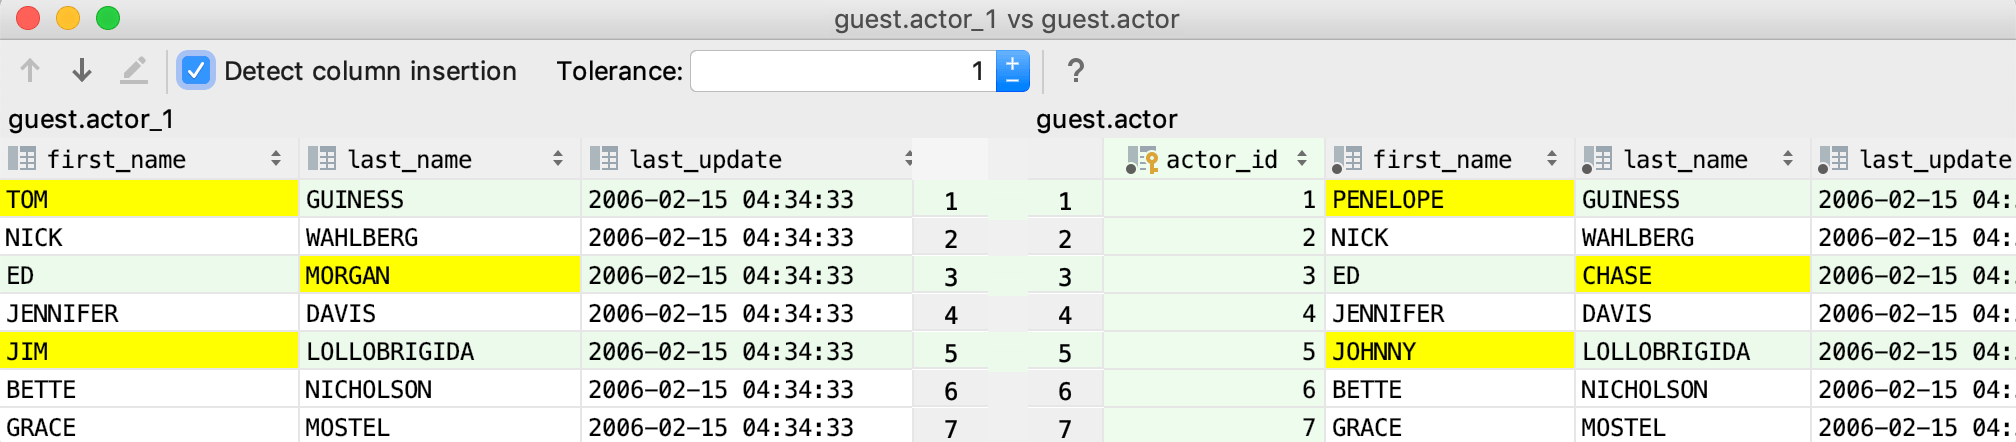 guest.actor_1 vs guest.actor
Detect column insertion Tolerance: 1 + − ?
guest.actor_1 guest.actor
first_name last_name last_update actor_id first_name last_name last_update
TOM GUINESS 2006-02-15 04:34:33 1 1 1 PENELOPE GUINESS 2006-02-15 04:
NICK WAHLBERG 2006-02-15 04:34:33 2 2 2 NICK WAHLBERG 2006-02-15 04:
ED MORGAN 2006-02-15 04:34:33 3 3 3 ED CHASE 2006-02-15 04:
JENNIFER DAVIS 2006-02-15 04:34:33 4 4 4 JENNIFER DAVIS 2006-02-15 04:
JIM LOLLOBRIGIDA 2006-02-15 04:34:33 5 5 5 JOHNNY LOLLOBRIGIDA 2006-02-15 04:
BETTE NICHOLSON 2006-02-15 04:34:33 6 6 6 BETTE NICHOLSON 2006-02-15 04:
GRACE MOSTEL 2006-02-15 04:34:33 7 7 7 GRACE MOSTEL 2006-02-15 04: